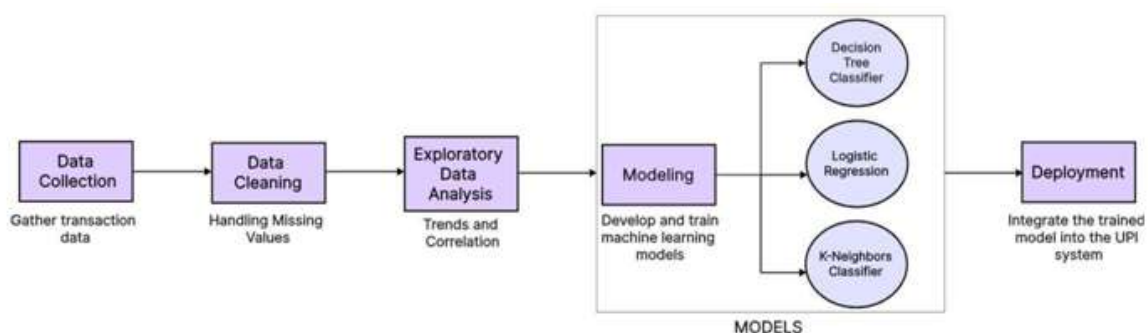 Data
Collection
Gather transaction
data
Data
Cleaning
Handling Missing
Values
Exploratory
Data
Analysis
Trends and
Correlation
Modeling
Develop and train
machine learning
models
Decision
Tree
Classifier
Logistic
Regression
K-Neighbors
Classifier
MODELS
Deployment
Integrate the trained
model into the UPI
system